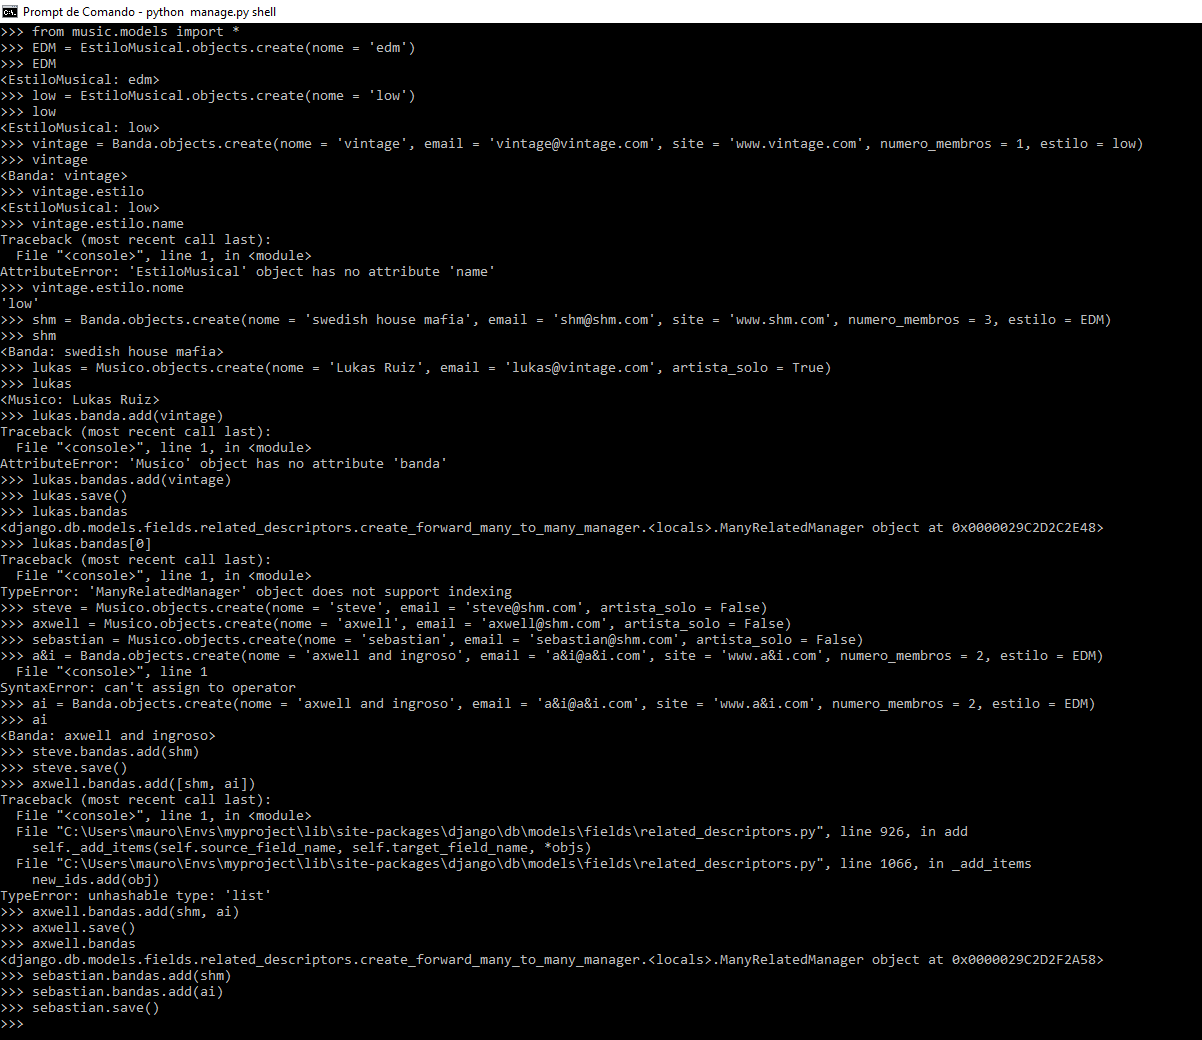 Prompt de Comando - python  manage.py shell
>>> from music.models import *
>>> EDM = EstiloMusical.objects.create(nome = 'edm')
>>> EDM
<EstiloMusical: edm>
>>> low = EstiloMusical.objects.create(nome = 'low')
>>> low
<EstiloMusical: low>
>>> vintage = Banda.objects.create(nome = 'vintage', email = 'vintage@vintage.com', site = 'www.vintage.com', numero_membros = 1, estilo = low)
>>> vintage
<Banda: vintage>
>>> vintage.estilo
<EstiloMusical: low>
>>> vintage.estilo.name
Traceback (most recent call last):
  File "<console>", line 1, in <module>
AttributeError: 'EstiloMusical' object has no attribute 'name'
>>> vintage.estilo.nome
'low'
>>> shm = Banda.objects.create(nome = 'swedish house mafia', email = 'shm@shm.com', site = 'www.shm.com', numero_membros = 3, estilo = EDM)
>>> shm
<Banda: swedish house mafia>
>>> lukas = Musico.objects.create(nome = 'Lukas Ruiz', email = 'lukas@vintage.com', artista_solo = True)
>>> lukas
<Musico: Lukas Ruiz>
>>> lukas.banda.add(vintage)
Traceback (most recent call last):
  File "<console>", line 1, in <module>
AttributeError: 'Musico' object has no attribute 'banda'
>>> lukas.bandas.add(vintage)
>>> lukas.save()
>>> lukas.bandas
<django.db.models.fields.related_descriptors.create_forward_many_to_many_manager.<locals>.ManyRelatedManager object at 0x0000029C2D2C2E48>
>>> lukas.bandas[0]
Traceback (most recent call last):
  File "<console>", line 1, in <module>
TypeError: 'ManyRelatedManager' object does not support indexing
>>> steve = Musico.objects.create(nome = 'steve', email = 'steve@shm.com', artista_solo = False)
>>> axwell = Musico.objects.create(nome = 'axwell', email = 'axwell@shm.com', artista_solo = False)
>>> sebastian = Musico.objects.create(nome = 'sebastian', email = 'sebastian@shm.com', artista_solo = False)
>>> a&i = Banda.objects.create(nome = 'axwell and ingroso', email = 'a&i@a&i.com', site = 'www.a&i.com', numero_membros = 2, estilo = EDM)
  File "<console>", line 1
SyntaxError: can't assign to operator
>>> ai = Banda.objects.create(nome = 'axwell and ingroso', email = 'a&i@a&i.com', site = 'www.a&i.com', numero_membros = 2, estilo = EDM)
>>> ai
<Banda: axwell and ingroso>
>>> steve.bandas.add(shm)
>>> steve.save()
>>> axwell.bandas.add([shm, ai])
Traceback (most recent call last):
  File "<console>", line 1, in <module>
  File "C:\Users\mauro\Envs\myproject\lib\site-packages\django\db\models\fields\related_descriptors.py", line 926, in add
    self._add_items(self.source_field_name, self.target_field_name, *objs)
  File "C:\Users\mauro\Envs\myproject\lib\site-packages\django\db\models\fields\related_descriptors.py", line 1066, in _add_items
    new_ids.add(obj)
TypeError: unhashable type: 'list'
>>> axwell.bandas.add(shm, ai)
>>> axwell.save()
>>> axwell.bandas
<django.db.models.fields.related_descriptors.create_forward_many_to_many_manager.<locals>.ManyRelatedManager object at 0x0000029C2D2F2A58>
>>> sebastian.bandas.add(shm)
>>> sebastian.bandas.add(ai)
>>> sebastian.save()
>>>